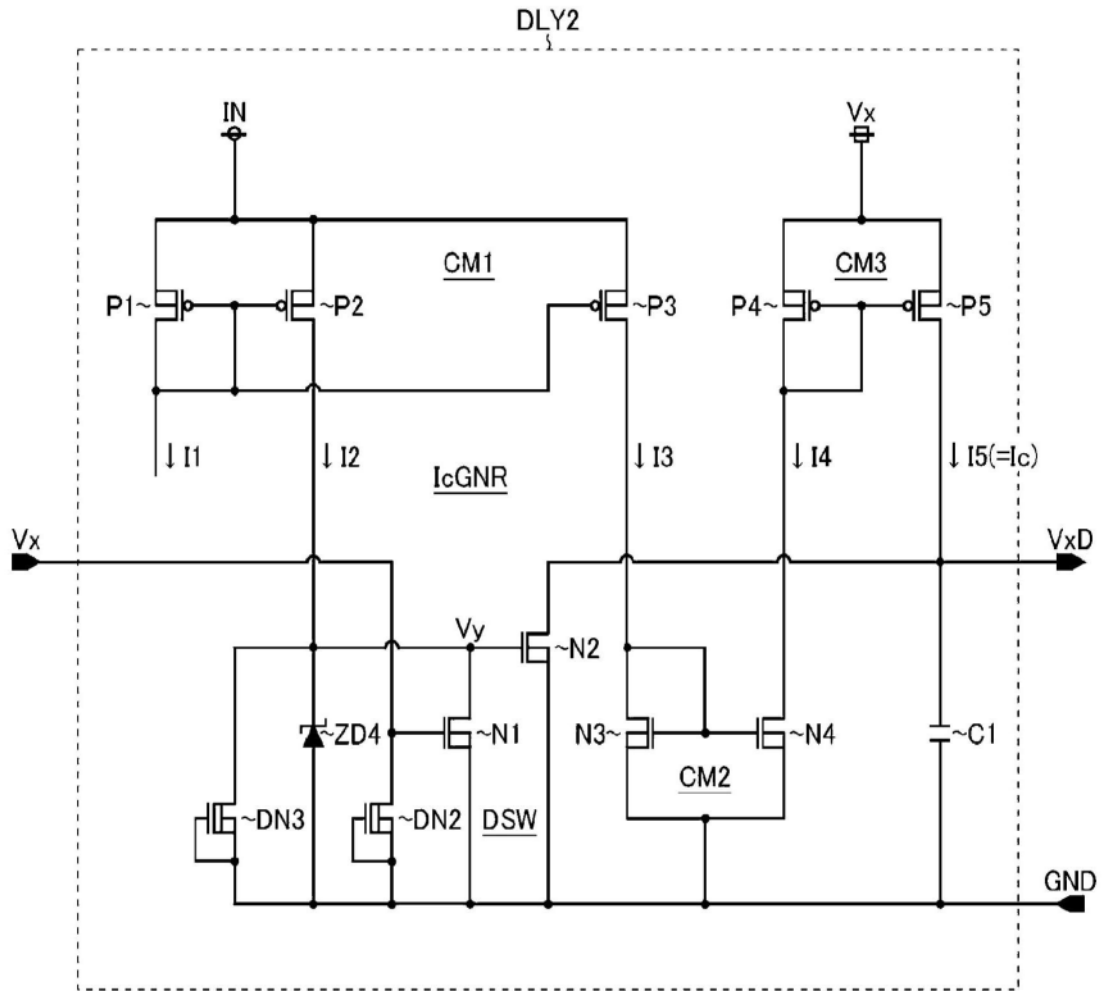 DLY2
IN
Vx
CM1
CM3
P1~
~P2
~P3
P4~
~P5
↓I1
↓I2
↓I3
↓I4
↓I5(=Ic)
IcGNR
Vx
VxD
Vy
~N2
~ZD4
~N1
N3~
~N4
~C1
CM2
~DN3
~DN2
DSW
GND